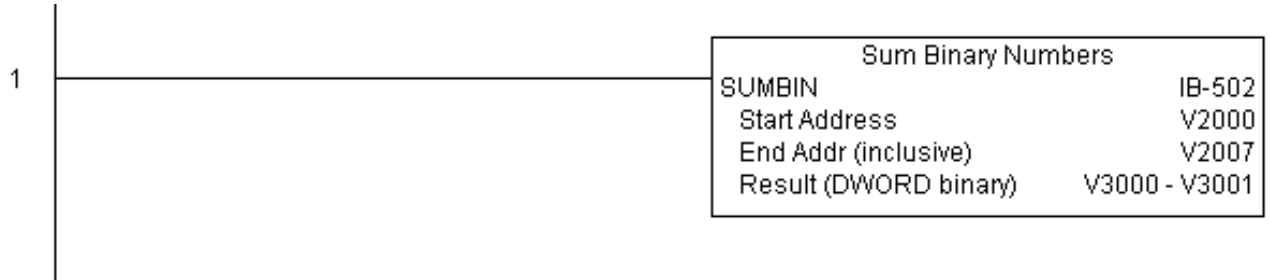 1
Sum Binary Numbers
SUMBIN IB-502
Start Address V2000
End Addr (inclusive) V2007
Result (DWORD binary) V3000 - V3001